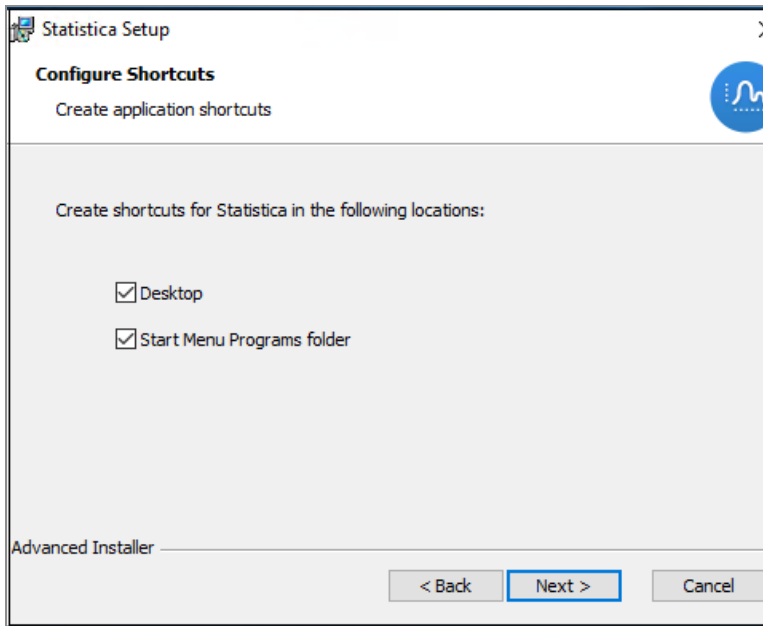 Statistica Setup
Configure Shortcuts
Create application shortcuts
Create shortcuts for Statistica in the following locations:
Desktop
Start Menu Programs folder
Advanced Installer
< Back Next > Cancel